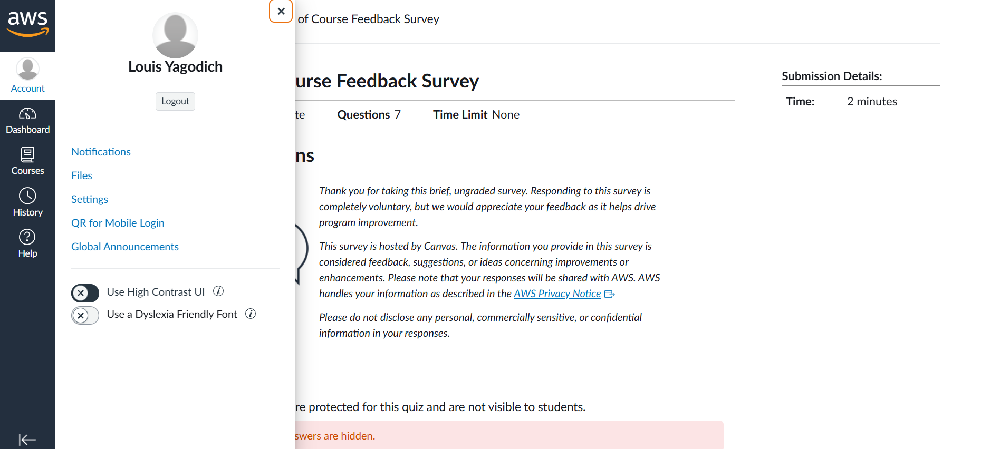 aws
Account
Dashboard
Courses
History
Help
Louis Yagodich
Logout
Notifications
Files
Settings
QR for Mobile Login
Global Announcements
Use High Contrast UI
Use a Dyslexia Friendly Font
of Course Feedback Survey
urse Feedback Survey
te Questions 7 Time Limit None
ns
Thank you for taking this brief, ungraded survey. Responding to this survey is
completely voluntary, but we would appreciate your feedback as it helps drive
program improvement.
This survey is hosted by Canvas. The information you provide in this survey is
considered feedback, suggestions, or ideas concerning improvements or
enhancements. Please note that your responses will be shared with AWS. AWS
handles your information as described in the AWS Privacy Notice
Please do not disclose any personal, commercially sensitive, or confidential
information in your responses.
re protected for this quiz and are not visible to students.
swers are hidden.
Submission Details:
Time: 2 minutes